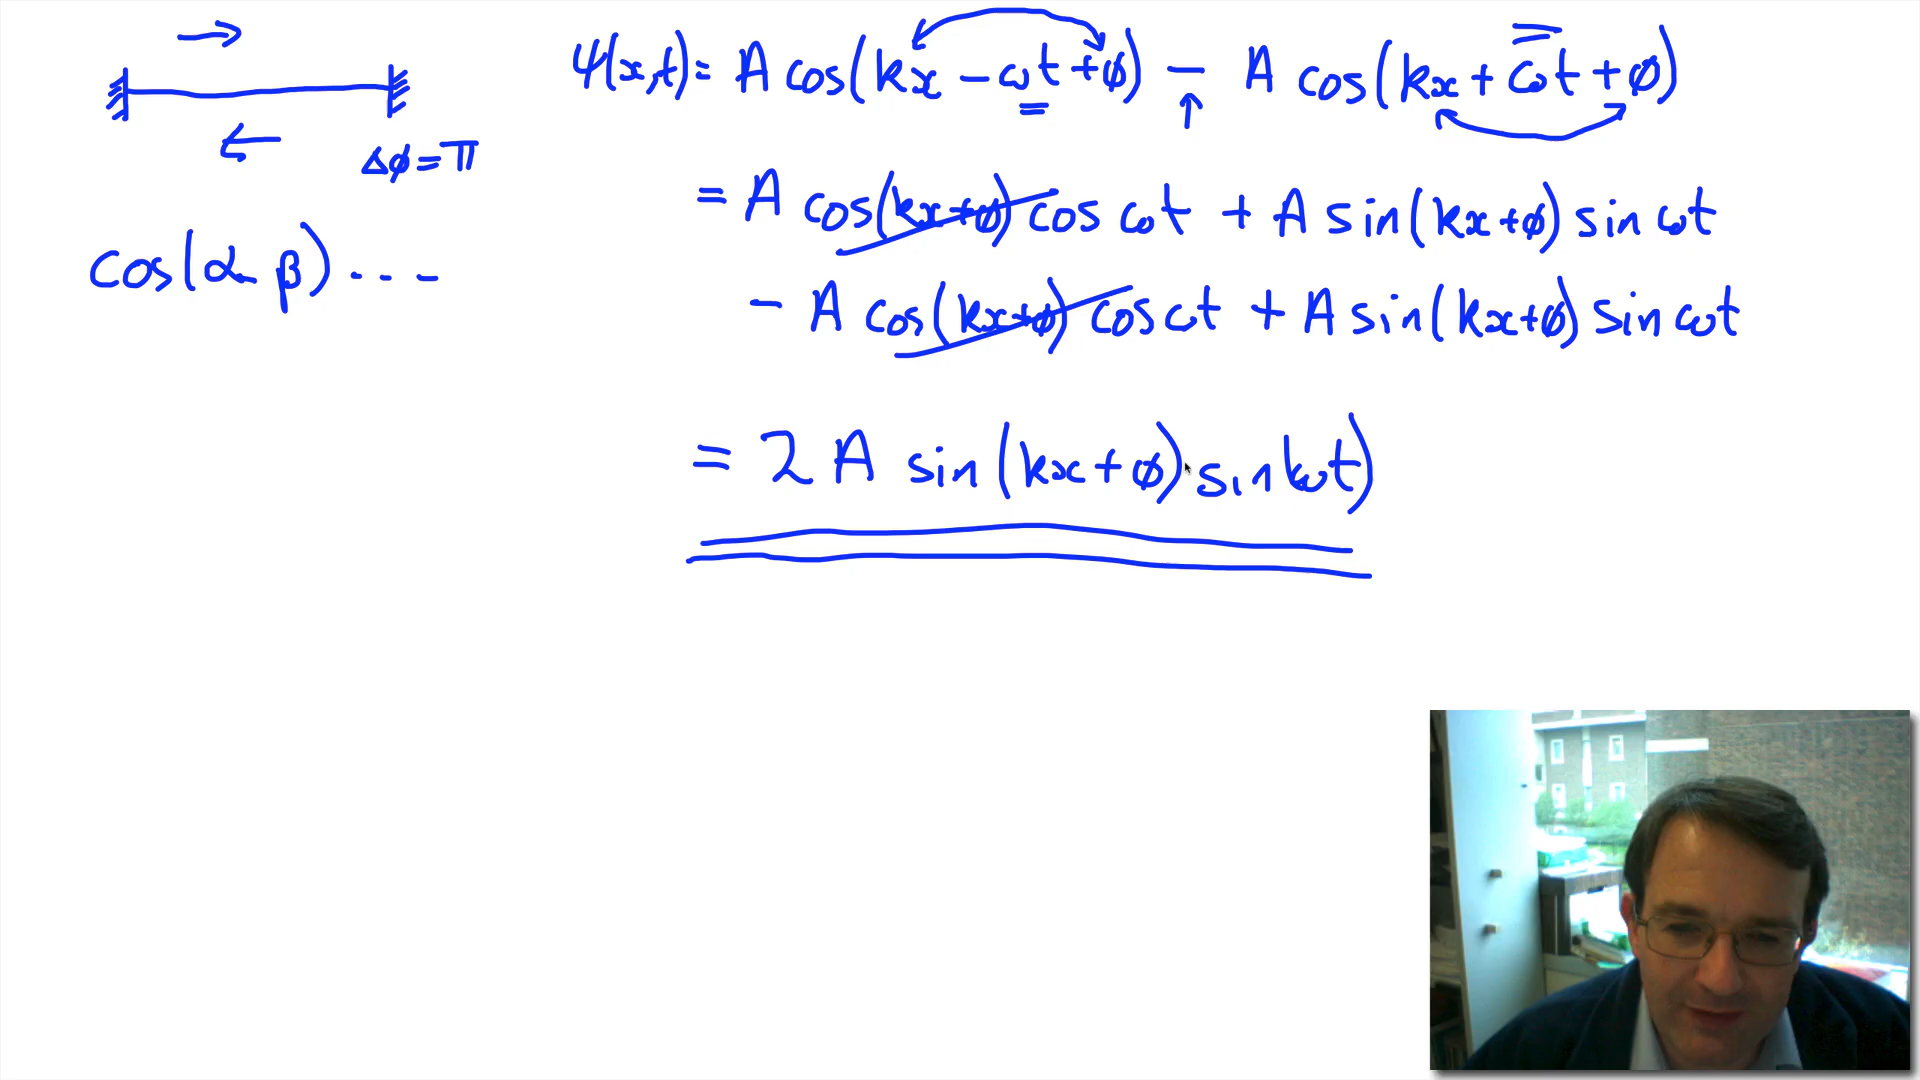 Δφ=π
cos(α-β)...
ψ(x,t)= A cos(kx - ωt + φ) - A cos(kx + ωt + φ)
= A cos(kx+φ) cos ωt + A sin(kx+φ) sin ωt
- A cos(kx+φ) cos ωt + A sin(kx+φ) sin ωt
= 2 A sin(kx+φ) sin(ωt)